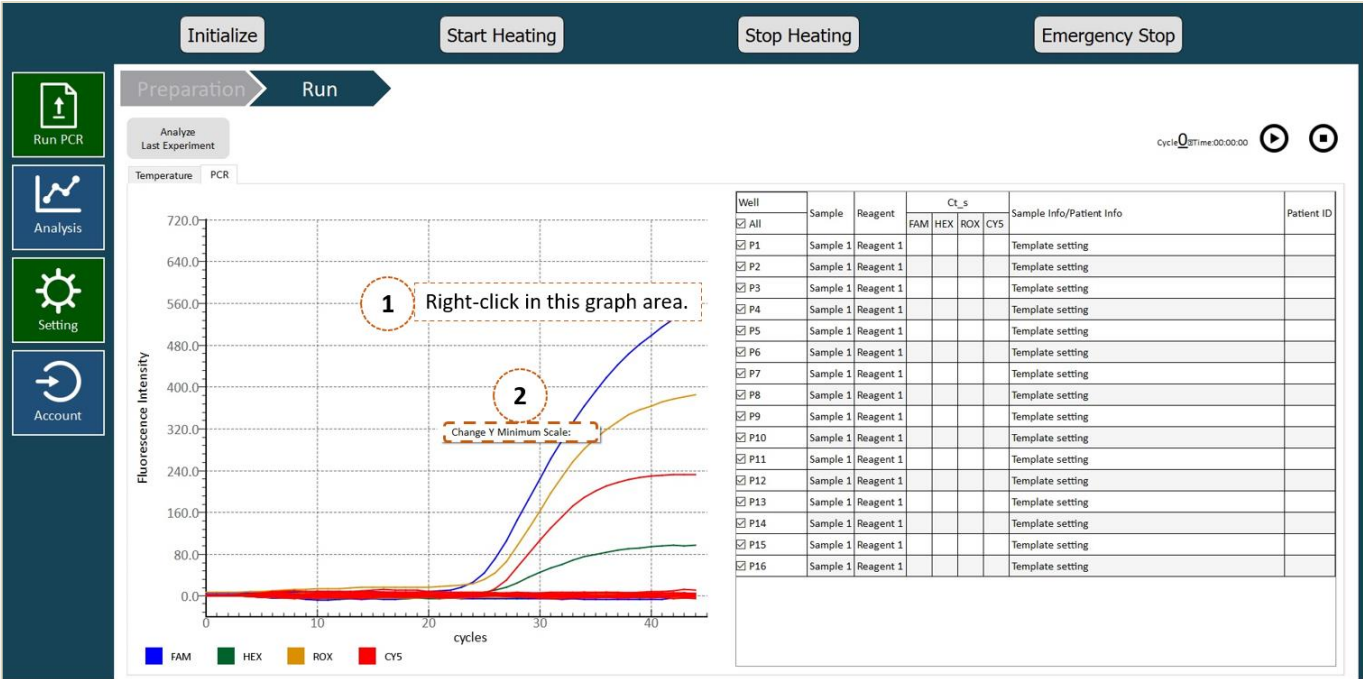 Initialize
Start Heating
Stop Heating
Emergency Stop
Run PCR
Analysis
Setting
Account
Preparation
Run
Analyze
Last Experiment
Cycle:0 Time:00:00:00
Temperature
PCR
Fluorescence Intensity
720.0
640.0
560.0
480.0
400.0
320.0
240.0
160.0
80.0
0.0
0 10 20 30 40
cycles
1
Right-click in this graph area.
2
Change Y Minimum Scale:
FAM HEX ROX CY5
Well Sample Reagent Ct_s Sample Info/Patient Info Patient ID
All FAM HEX ROX CY5
P1 Sample 1 Reagent 1 Template setting
P2 Sample 1 Reagent 1 Template setting
P3 Sample 1 Reagent 1 Template setting
P4 Sample 1 Reagent 1 Template setting
P5 Sample 1 Reagent 1 Template setting
P6 Sample 1 Reagent 1 Template setting
P7 Sample 1 Reagent 1 Template setting
P8 Sample 1 Reagent 1 Template setting
P9 Sample 1 Reagent 1 Template setting
P10 Sample 1 Reagent 1 Template setting
P11 Sample 1 Reagent 1 Template setting
P12 Sample 1 Reagent 1 Template setting
P13 Sample 1 Reagent 1 Template setting
P14 Sample 1 Reagent 1 Template setting
P15 Sample 1 Reagent 1 Template setting
P16 Sample 1 Reagent 1 Template setting